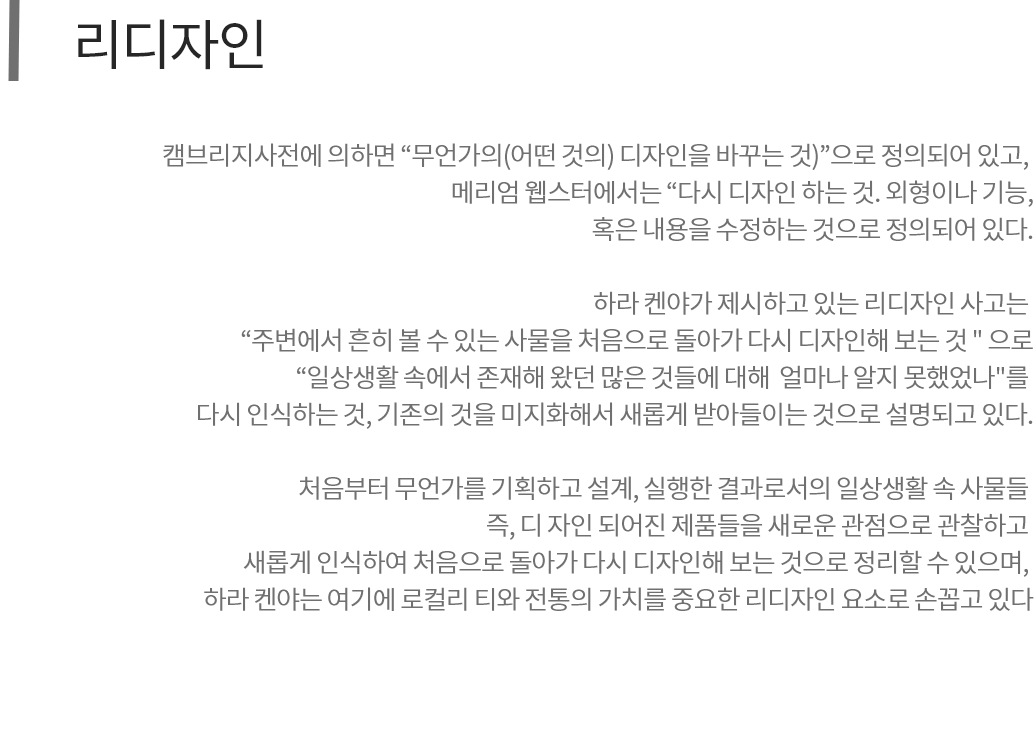 리디자인
캠브리지사전에 의하면 “무언가의(어떤 것의) 디자인을 바꾸는 것)”으로 정의되어 있고,
메리엄 웹스터에서는 “다시 디자인 하는 것. 외형이나 기능,
혹은 내용을 수정하는 것으로 정의되어 있다.
하라 켄야가 제시하고 있는 리디자인 사고는
“주변에서 흔히 볼 수 있는 사물을 처음으로 돌아가 다시 디자인해 보는 것 " 으로
“일상생활 속에서 존재해 왔던 많은 것들에 대해  얼마나 알지 못했었나"를
다시 인식하는 것, 기존의 것을 미지화해서 새롭게 받아들이는 것으로 설명되고 있다.
처음부터 무언가를 기획하고 설계, 실행한 결과로서의 일상생활 속 사물들
즉, 디 자인 되어진 제품들을 새로운 관점으로 관찰하고
새롭게 인식하여 처음으로 돌아가 다시 디자인해 보는 것으로 정리할 수 있으며,
하라 켄야는 여기에 로컬리 티와 전통의 가치를 중요한 리디자인 요소로 손꼽고 있다